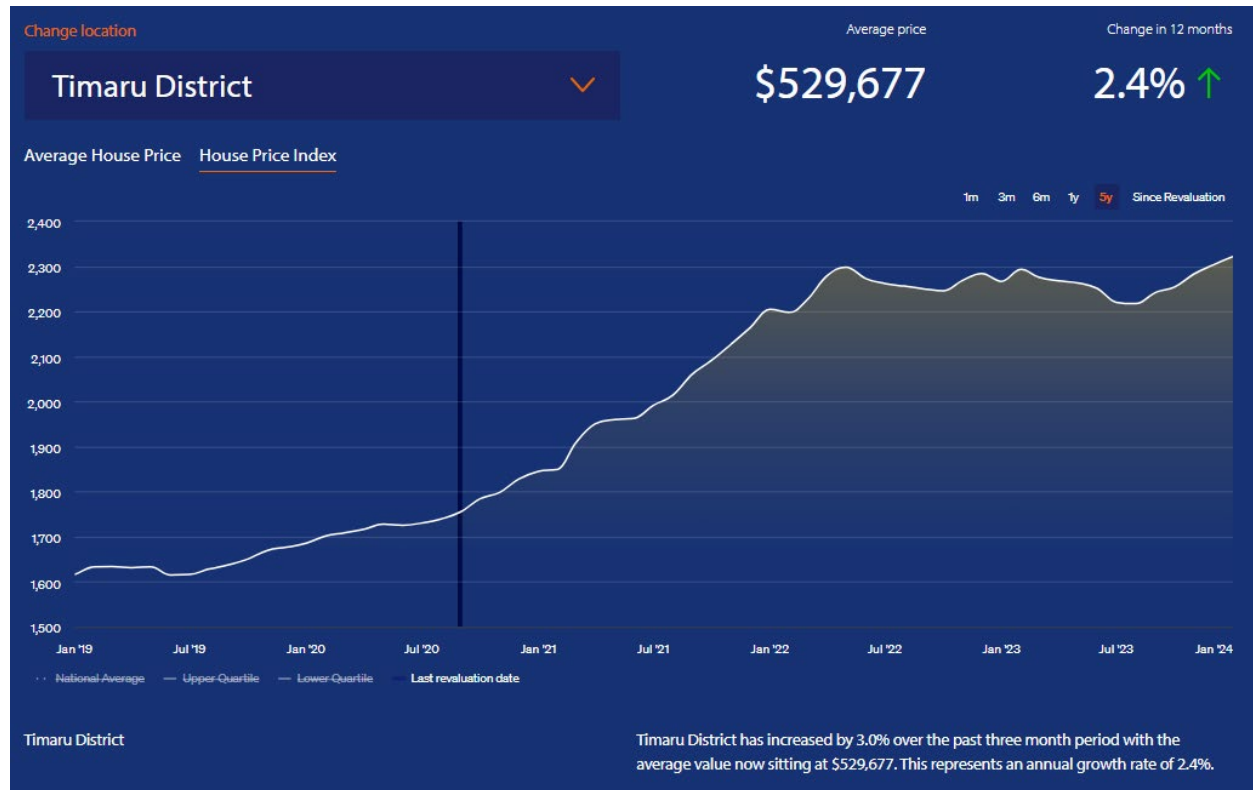 Change location
Average price
Change in 12 months
Timaru District
$529,677
2.4% ↑
Average House Price
House Price Index
1m 3m 6m 1y 5y Since Revaluation
2,400
2,300
2,200
2,100
2,000
1,900
1,800
1,700
1,600
1,500
Jan '19 Jul '19 Jan '20 Jul '20 Jan '21 Jul '21 Jan '22 Jul '22 Jan '23 Jul '23 Jan '24
National Average Upper Quartile Lower Quartile Last revaluation date
Timaru District
Timaru District has increased by 3.0% over the past three month period with the
average value now sitting at $529,677. This represents an annual growth rate of 2.4%.